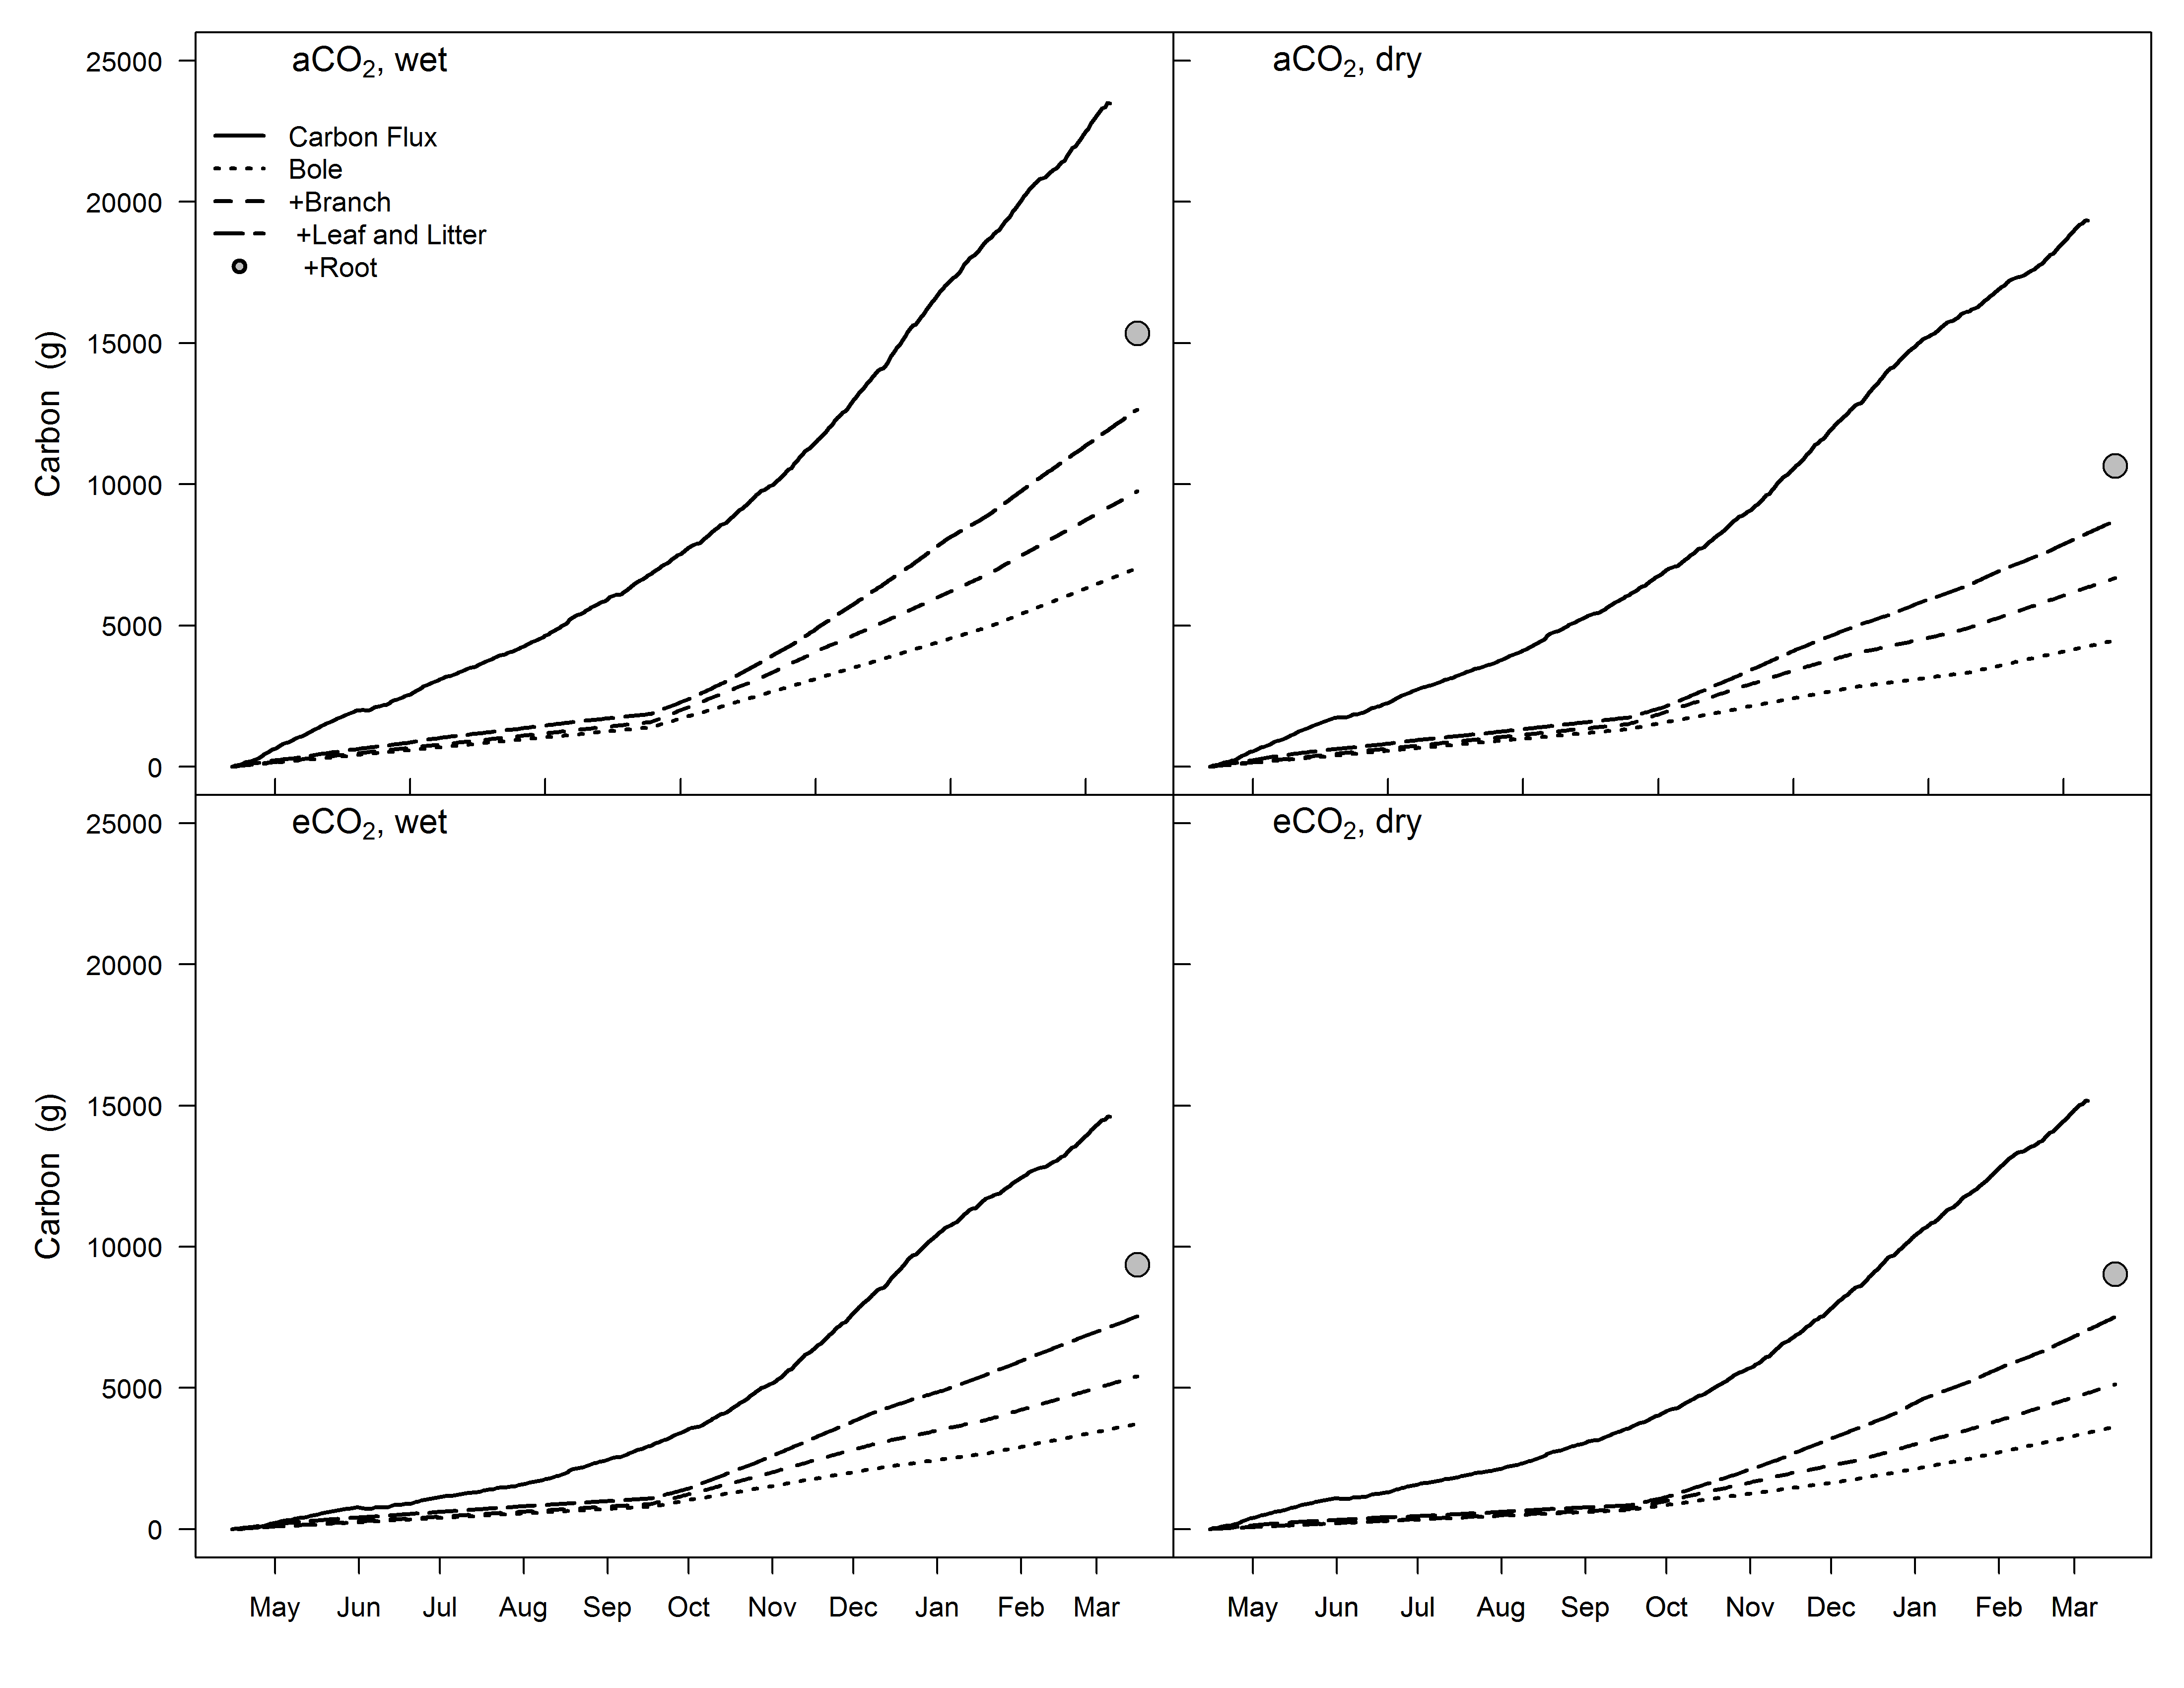 aCO₂, wet
aCO₂, dry
25000
20000
15000
10000
5000
0
Carbon (g)
Carbon Flux
Bole
+Branch
+Leaf and Litter
+Root
eCO₂, wet
eCO₂, dry
25000
20000
15000
10000
5000
0
Carbon (g)
May Jun Jul Aug Sep Oct Nov Dec Jan Feb Mar
May Jun Jul Aug Sep Oct Nov Dec Jan Feb Mar